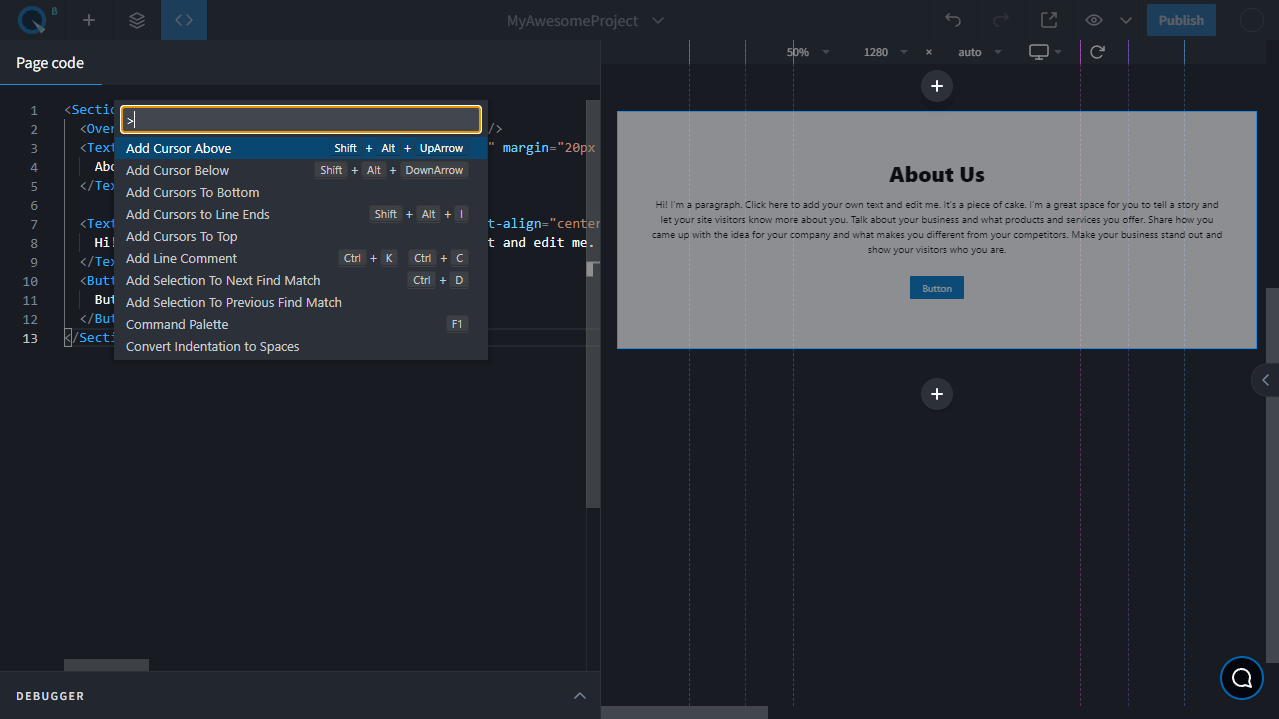 β
MyAwesomeProject
Publish
Page code
50%
1280
×
auto
1
2
3
4
5
6
7
8
9
10
11
12
13
<Sectio
<Over
/>
<Text
" margin="20px
Abo
</Tex
<Text
t-align="center
Hi!
t and edit me.
</Tex
<Butt
But
</But
</Secti
>
Add Cursor Above Shift + Alt + UpArrow
Add Cursor Below Shift + Alt + DownArrow
Add Cursors To Bottom
Add Cursors to Line Ends Shift + Alt + I
Add Cursors To Top
Add Line Comment Ctrl + K Ctrl + C
Add Selection To Next Find Match Ctrl + D
Add Selection To Previous Find Match
Command Palette F1
Convert Indentation to Spaces
About Us
Hi! I'm a paragraph. Click here to add your own text and edit me. It's a piece of cake. I'm a great space for you to tell a story and
let your site visitors know more about you. Talk about your business and what products and services you offer. Share how you
came up with the idea for your company and what makes you different from your competitors. Make your business stand out and
show your visitors who you are.
Button
DEBUGGER